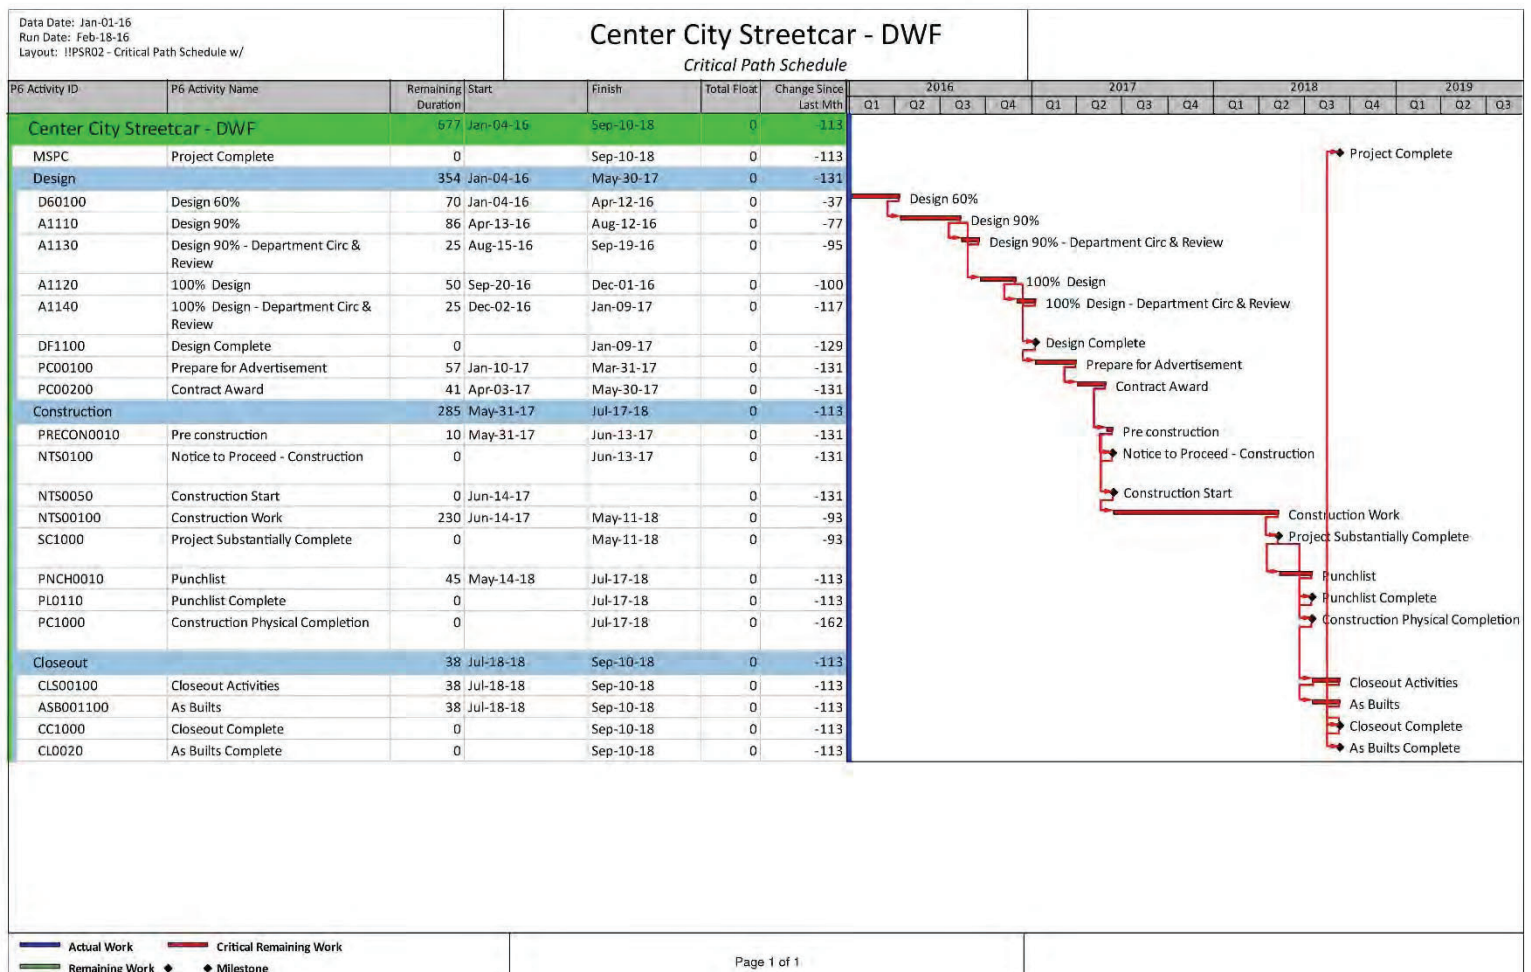 Data Date: Jan-01-16
Run Date: Feb-18-16
Layout: !!PSR02 - Critical Path Schedule w/
Center City Streetcar - DWF
Critical Path Schedule
P6 Activity ID P6 Activity Name Remaining Duration Start Finish Total Float Change Since Last Mth
2016 2017 2018 2019
Q1 Q2 Q3 Q4 Q1 Q2 Q3 Q4 Q1 Q2 Q3 Q4 Q1 Q2 Q3
Center City Streetcar - DWF 677 Jan-04-16 Sep-10-18 0 -113
MSPC Project Complete 0 Sep-10-18 0 -113 Project Complete
Design 354 Jan-04-16 May-30-17 0 -131
D60100 Design 60% 70 Jan-04-16 Apr-12-16 0 -37 Design 60%
A1110 Design 90% 86 Apr-13-16 Aug-12-16 0 -77 Design 90%
A1130 Design 90% - Department Circ & 25 Aug-15-16 Sep-19-16 0 -95 Design 90% - Department Circ & Review
Review
A1120 100% Design 50 Sep-20-16 Dec-01-16 0 -100 100% Design
A1140 100% Design - Department Circ & 25 Dec-02-16 Jan-09-17 0 -117 100% Design - Department Circ & Review
Review
DF1100 Design Complete 0 Jan-09-17 0 -129 Design Complete
PC00100 Prepare for Advertisement 57 Jan-10-17 Mar-31-17 0 -131 Prepare for Advertisement
PC00200 Contract Award 41 Apr-03-17 May-30-17 0 -131 Contract Award
Construction 285 May-31-17 Jul-17-18 0 -113
PRECON0010 Pre construction 10 May-31-17 Jun-13-17 0 -131 Pre construction
NTS0100 Notice to Proceed - Construction 0 Jun-13-17 0 -131 Notice to Proceed - Construction
NTS0050 Construction Start 0 Jun-14-17 0 -131 Construction Start
NTS00100 Construction Work 230 Jun-14-17 May-11-18 0 -93 Construction Work
SC1000 Project Substantially Complete 0 May-11-18 0 -93 Project Substantially Complete
PNCH0010 Punchlist 45 May-14-18 Jul-17-18 0 -113 Punchlist
PL0110 Punchlist Complete 0 Jul-17-18 0 -113 Punchlist Complete
PC1000 Construction Physical Completion 0 Jul-17-18 0 -162 Construction Physical Completion
Closeout 38 Jul-18-18 Sep-10-18 0 -113
CLS00100 Closeout Activities 38 Jul-18-18 Sep-10-18 0 -113 Closeout Activities
ASB001100 As Builts 38 Jul-18-18 Sep-10-18 0 -113 As Builts
CC1000 Closeout Complete 0 Sep-10-18 0 -113 Closeout Complete
CL0020 As Builts Complete 0 Sep-10-18 0 -113 As Builts Complete
Actual Work Critical Remaining Work
Remaining Work Milestone
Page 1 of 1